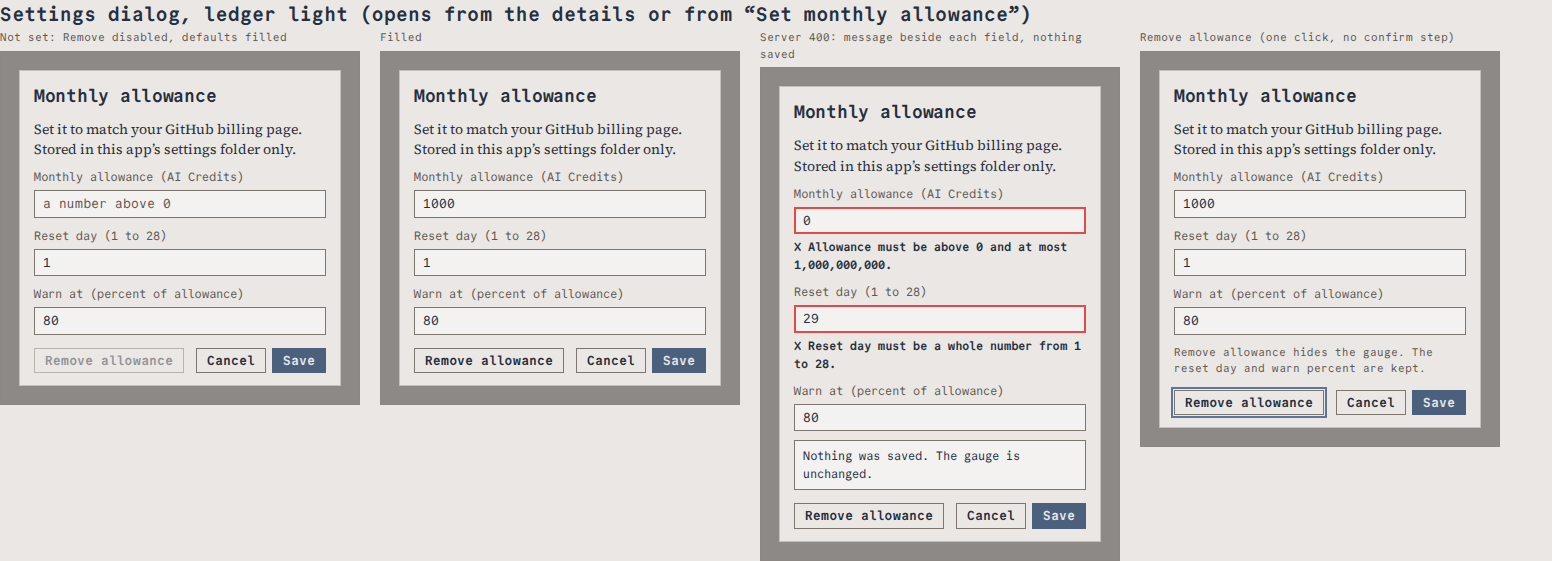 Settings dialog, ledger light (opens from the details or from “Set monthly allowance”)
Not set: Remove disabled, defaults filled
Monthly allowance
Set it to match your GitHub billing page.
Stored in this app’s settings folder only.
Monthly allowance (AI Credits)
a number above 0
Reset day (1 to 28)
1
Warn at (percent of allowance)
80
Remove allowance Cancel Save
Filled
Monthly allowance
Set it to match your GitHub billing page.
Stored in this app’s settings folder only.
Monthly allowance (AI Credits)
1000
Reset day (1 to 28)
1
Warn at (percent of allowance)
80
Remove allowance Cancel Save
Server 400: message beside each field, nothing
saved
Monthly allowance
Set it to match your GitHub billing page.
Stored in this app’s settings folder only.
Monthly allowance (AI Credits)
0
X Allowance must be above 0 and at most
1,000,000,000.
Reset day (1 to 28)
29
X Reset day must be a whole number from 1
to 28.
Warn at (percent of allowance)
80
Nothing was saved. The gauge is
unchanged.
Remove allowance Cancel Save
Remove allowance (one click, no confirm step)
Monthly allowance
Set it to match your GitHub billing page.
Stored in this app’s settings folder only.
Monthly allowance (AI Credits)
1000
Reset day (1 to 28)
1
Warn at (percent of allowance)
80
Remove allowance hides the gauge. The
reset day and warn percent are kept.
Remove allowance Cancel Save